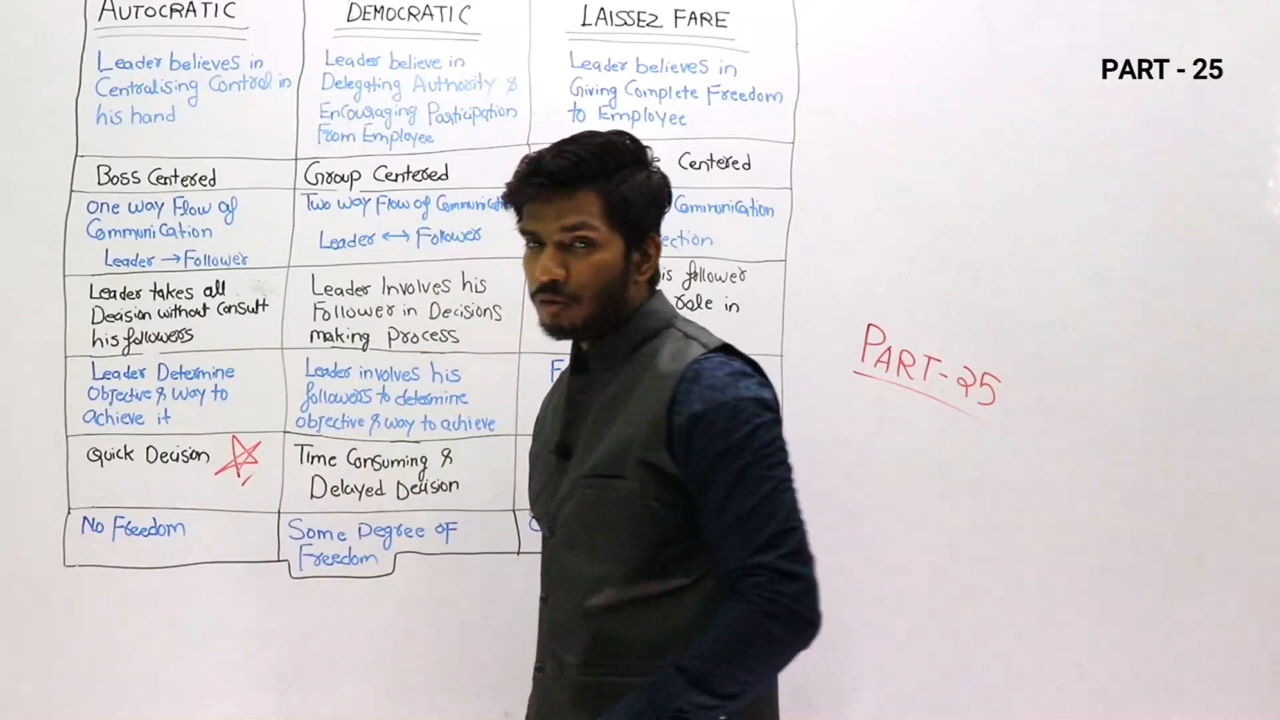 AUTOCRATIC
DEMOCRATIC
LAISSEZ FARE
PART - 25
Leader believes in
Centralising Control in
his hand
Leader believe in
Delegating Authority &
Encouraging Participation
From Employee
Leader believes in
Giving Complete Freedom
to Employee
Boss Centered
Group Centered
Centered
One way Flow of
Communication
Leader → Follower
Two way Flow of Communication
Leader ↔ Follower
Communication
Leader takes all
Decision without Consult
his followers
Leader Involves his
Follower in Decisions
making Process
follower
role in
Leader Determine
Objective & Way to
achieve it
Leader involves his
followers to determine
objective & way to achieve
Quick Decision
Time Consuming &
Delayed Decision
No Freedom
Some Degree of
Freedom
PART-25